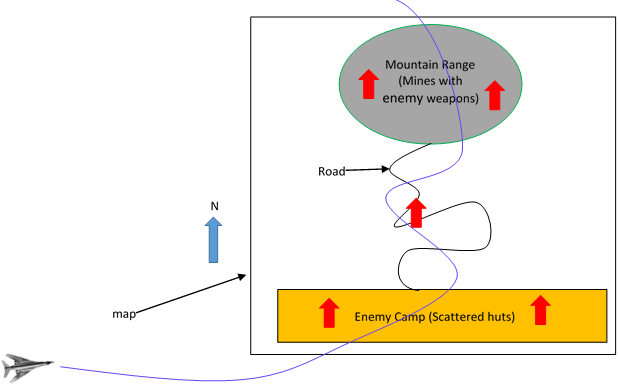 Mountain Range
(Mines with
enemy weapons)
Road
N
map
Enemy Camp (Scattered huts)